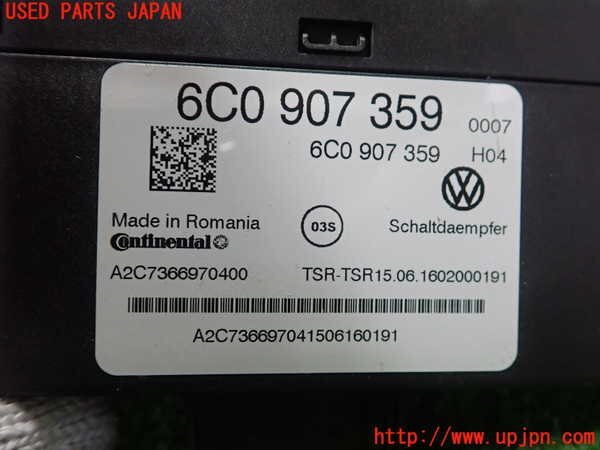 USED PARTS JAPAN
6C0 907 359 0007
6C0 907 359 H04
Made in Romania 03S Schaltdaempfer
Continental
A2C7366970400 TSR-TSR15.06.1602000191
A2C736697041506160191
http://www.upjpn.com/